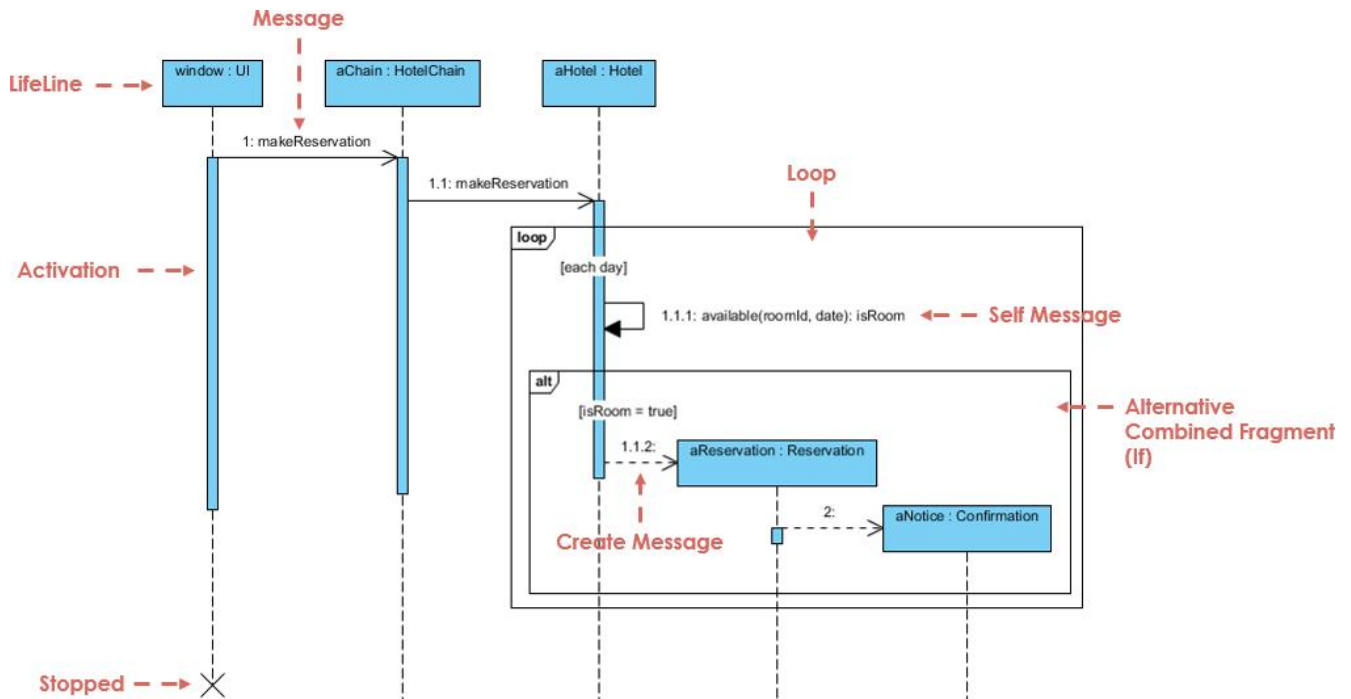 Message
LifeLine
window : UI
aChain : HotelChain
aHotel : Hotel
1: makeReservation
1.1: makeReservation
Loop
loop
[each day]
Activation
1.1.1: available(roomId, date): isRoom
Self Message
alt
[isRoom = true]
Alternative
Combined Fragment
(If)
1.1.2:
aReservation : Reservation
2:
aNotice : Confirmation
Create Message
Stopped